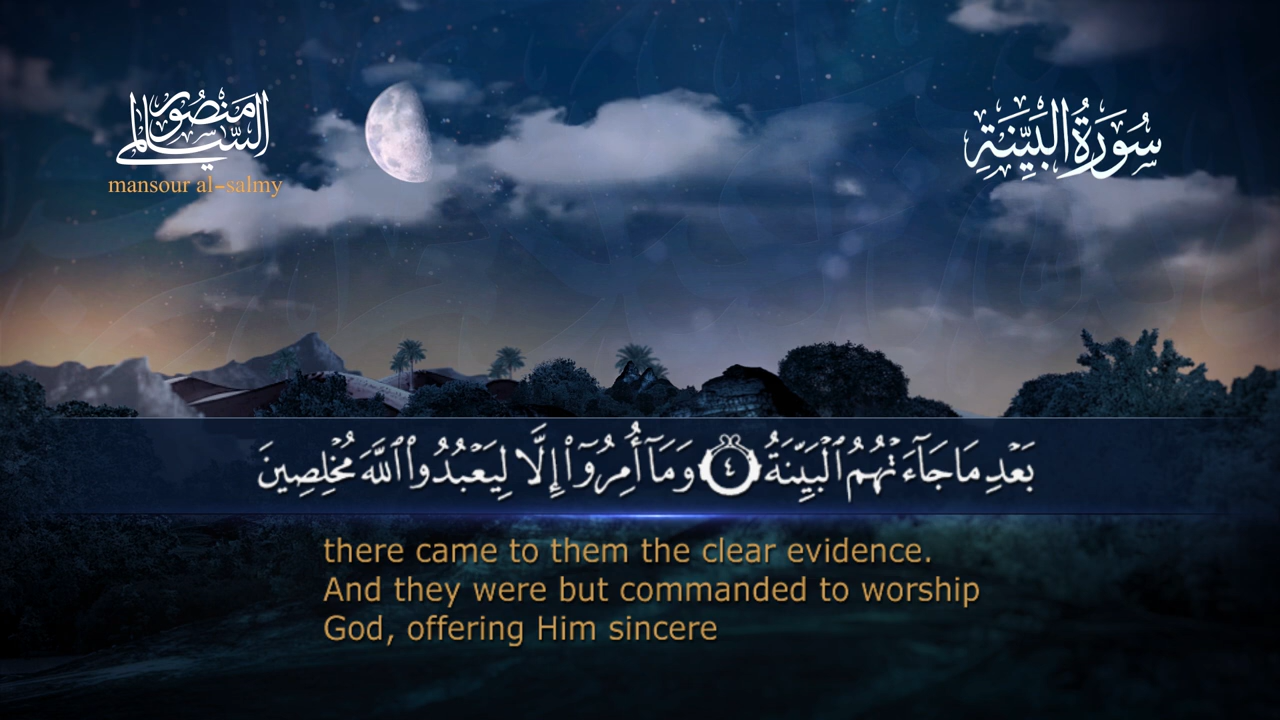 منصور السالمي
mansour al-salmy
سُورَةُ البَيِّنَةِ
بَعْدِ مَا جَآءَتْهُمُ ٱلْبَيِّنَةُ ٤ وَمَآ أُمِرُوٓا۟ إِلَّا لِيَعْبُدُوا۟ ٱللَّهَ مُخْلِصِينَ
there came to them the clear evidence.
And they were but commanded to worship
God, offering Him sincere